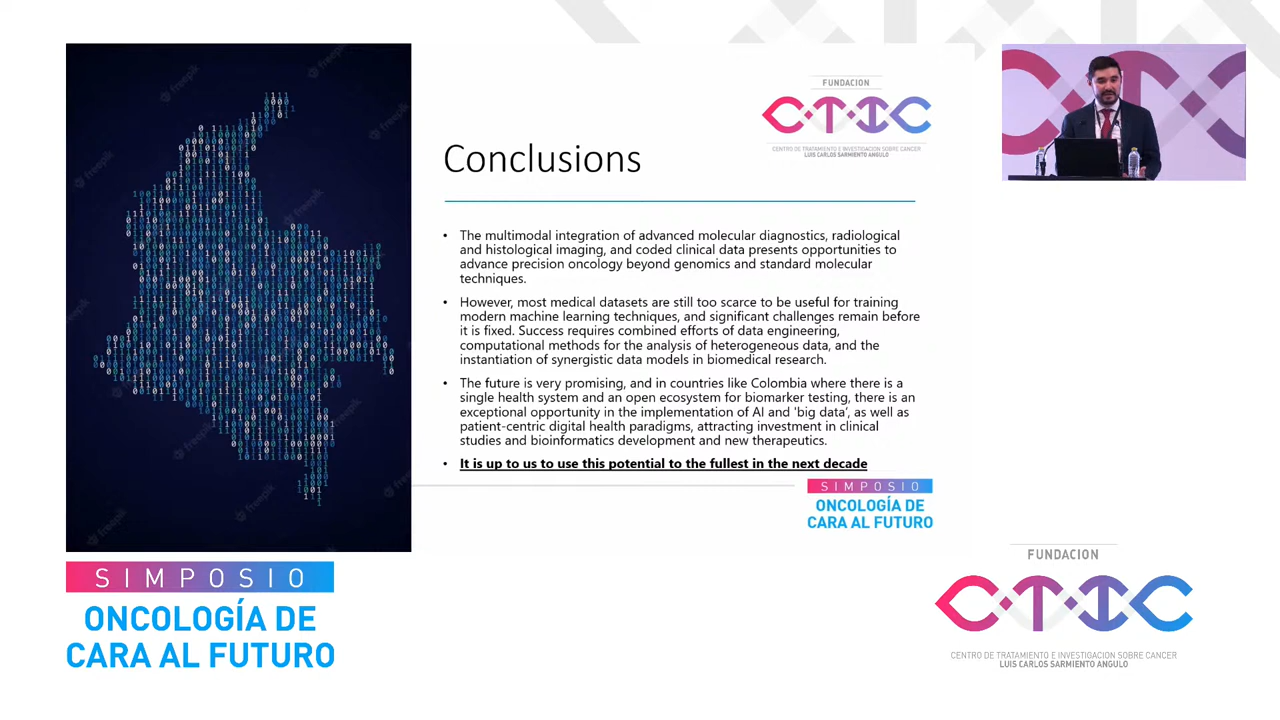 FUNDACION
CTIC
CENTRO DE TRATAMIENTO E INVESTIGACION SOBRE CANCER
LUIS CARLOS SARMIENTO ANGULO
Conclusions
• The multimodal integration of advanced molecular diagnostics, radiological
and histological imaging, and coded clinical data presents opportunities to
advance precision oncology beyond genomics and standard molecular
techniques.
• However, most medical datasets are still too scarce to be useful for training
modern machine learning techniques, and significant challenges remain before
it is fixed. Success requires combined efforts of data engineering,
computational methods for the analysis of heterogeneous data, and the
instantiation of synergistic data models in biomedical research.
• The future is very promising, and in countries like Colombia where there is a
single health system and an open ecosystem for biomarker testing, there is an
exceptional opportunity in the implementation of AI and 'big data', as well as
patient-centric digital health paradigms, attracting investment in clinical
studies and bioinformatics development and new therapeutics.
• It is up to us to use this potential to the fullest in the next decade
SIMPOSIO
ONCOLOGÍA DE
CARA AL FUTURO
SIMPOSIO
ONCOLOGÍA DE
CARA AL FUTURO
FUNDACION
CTIC
CENTRO DE TRATAMIENTO E INVESTIGACION SOBRE CANCER
LUIS CARLOS SARMIENTO ANGULO